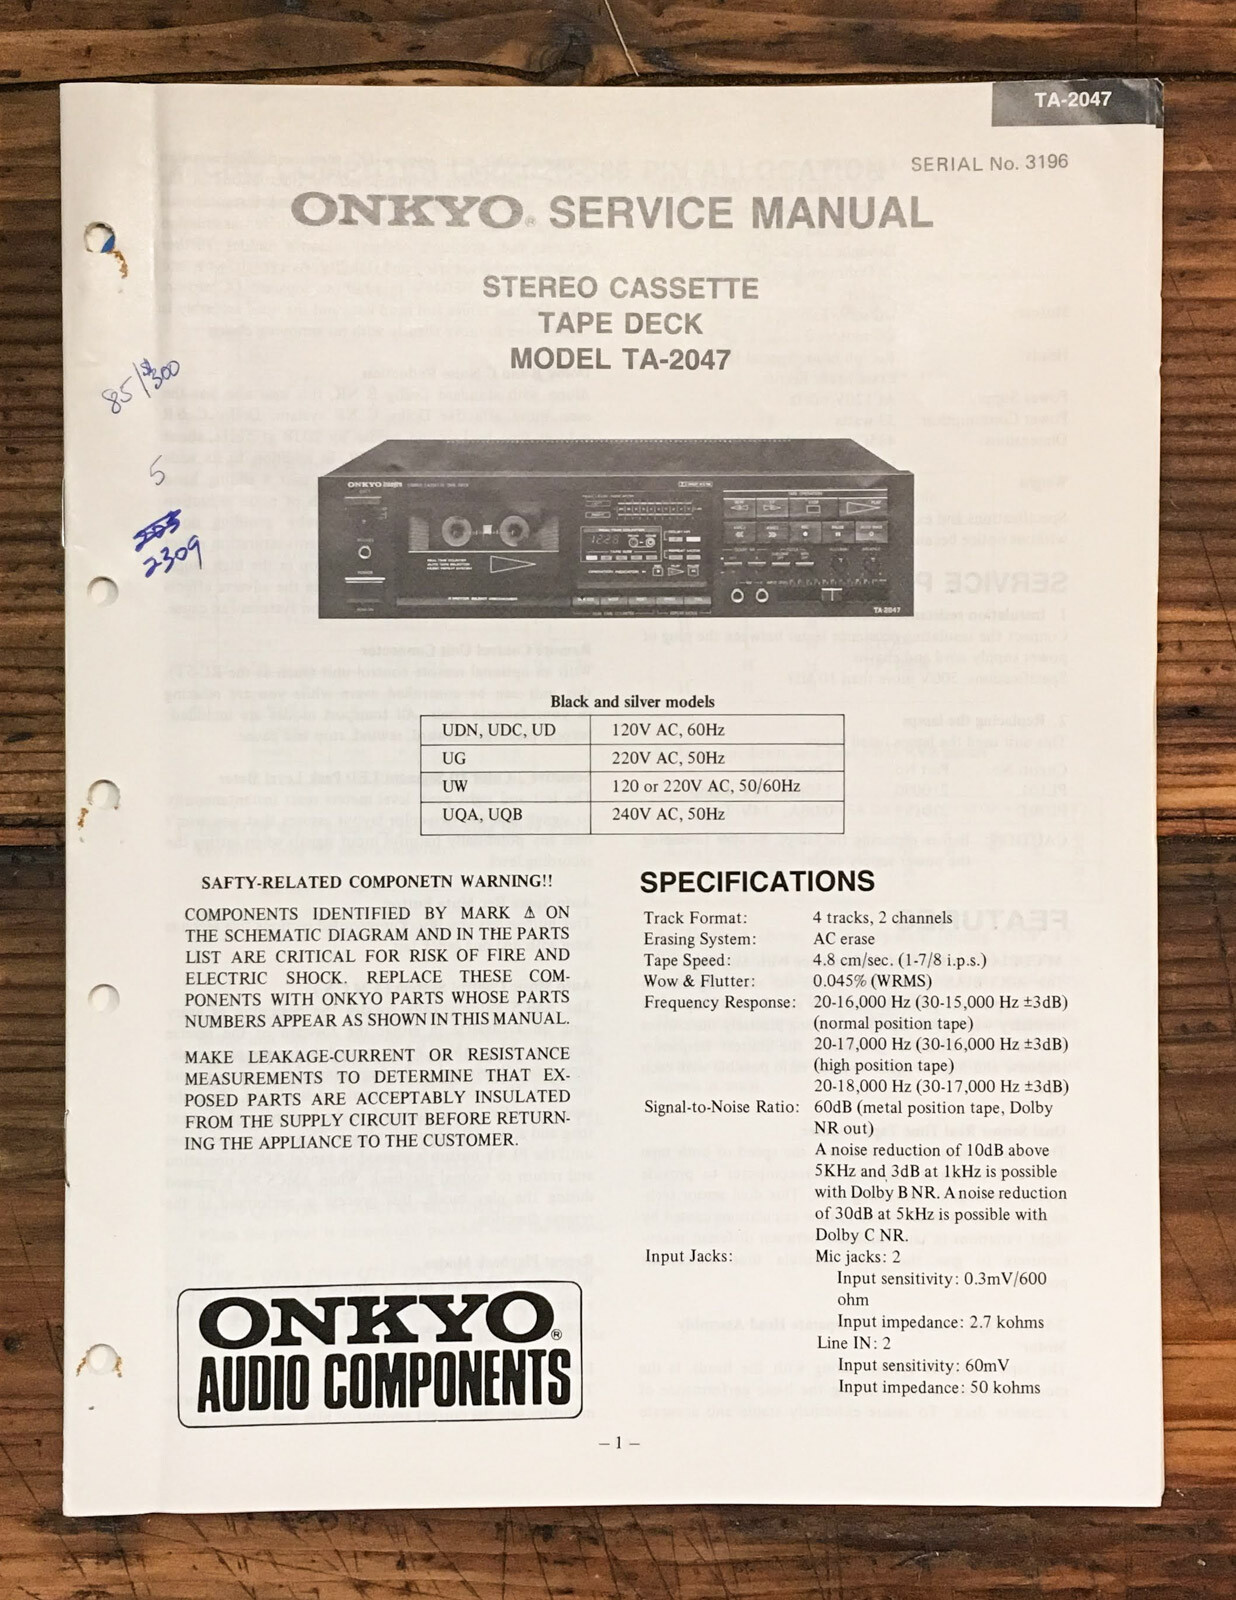 TA-2047
SERIAL No. 3196
ONKYO® SERVICE MANUAL
STEREO CASSETTE
TAPE DECK
MODEL TA-2047
85/$300
5
2309
ONKYO
TA-2047
Black and silver models
UDN, UDC, UD 120V AC, 60Hz
UG 220V AC, 50Hz
UW 120 or 220V AC, 50/60Hz
UQA, UQB 240V AC, 50Hz
SAFTY-RELATED COMPONETN WARNING!!
COMPONENTS IDENTIFIED BY MARK ⚠ ON
THE SCHEMATIC DIAGRAM AND IN THE PARTS
LIST ARE CRITICAL FOR RISK OF FIRE AND
ELECTRIC SHOCK. REPLACE THESE COM-
PONENTS WITH ONKYO PARTS WHOSE PARTS
NUMBERS APPEAR AS SHOWN IN THIS MANUAL.
MAKE LEAKAGE-CURRENT OR RESISTANCE
MEASUREMENTS TO DETERMINE THAT EX-
POSED PARTS ARE ACCEPTABLY INSULATED
FROM THE SUPPLY CIRCUIT BEFORE RETURN-
ING THE APPLIANCE TO THE CUSTOMER.
ONKYO®
AUDIO COMPONENTS
SPECIFICATIONS
Track Format: 4 tracks, 2 channels
Erasing System: AC erase
Tape Speed: 4.8 cm/sec. (1-7/8 i.p.s.)
Wow & Flutter: 0.045% (WRMS)
Frequency Response: 20-16,000 Hz (30-15,000 Hz ±3dB)
(normal position tape)
20-17,000 Hz (30-16,000 Hz ±3dB)
(high position tape)
20-18,000 Hz (30-17,000 Hz ±3dB)
Signal-to-Noise Ratio: 60dB (metal position tape, Dolby
NR out)
A noise reduction of 10dB above
5KHz and 3dB at 1kHz is possible
with Dolby B NR. A noise reduction
of 30dB at 5kHz is possible with
Dolby C NR.
Input Jacks: Mic jacks: 2
Input sensitivity: 0.3mV/600
ohm
Input impedance: 2.7 kohms
Line IN: 2
Input sensitivity: 60mV
Input impedance: 50 kohms
– 1 –